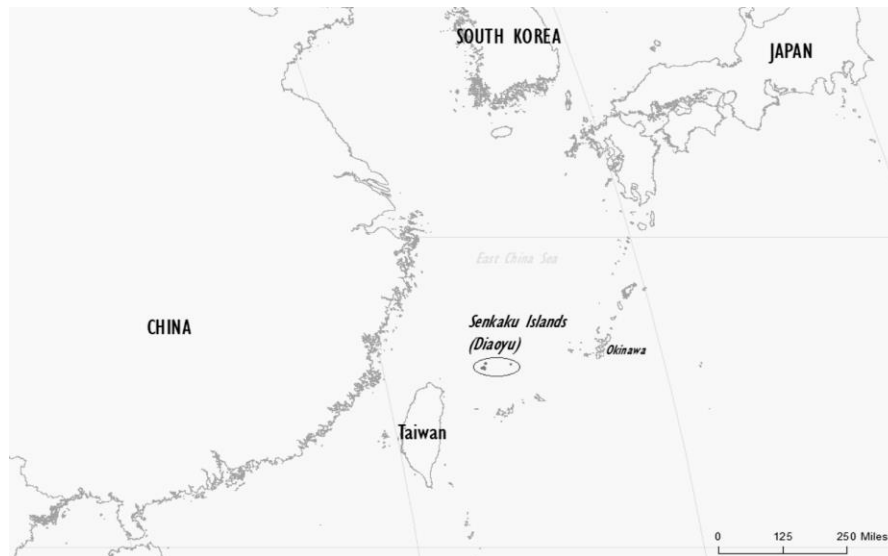 SOUTH KOREA
JAPAN
East China Sea
CHINA
Senkaku Islands
(Diaoyu)
Okinawa
Taiwan
0 125 250 Miles